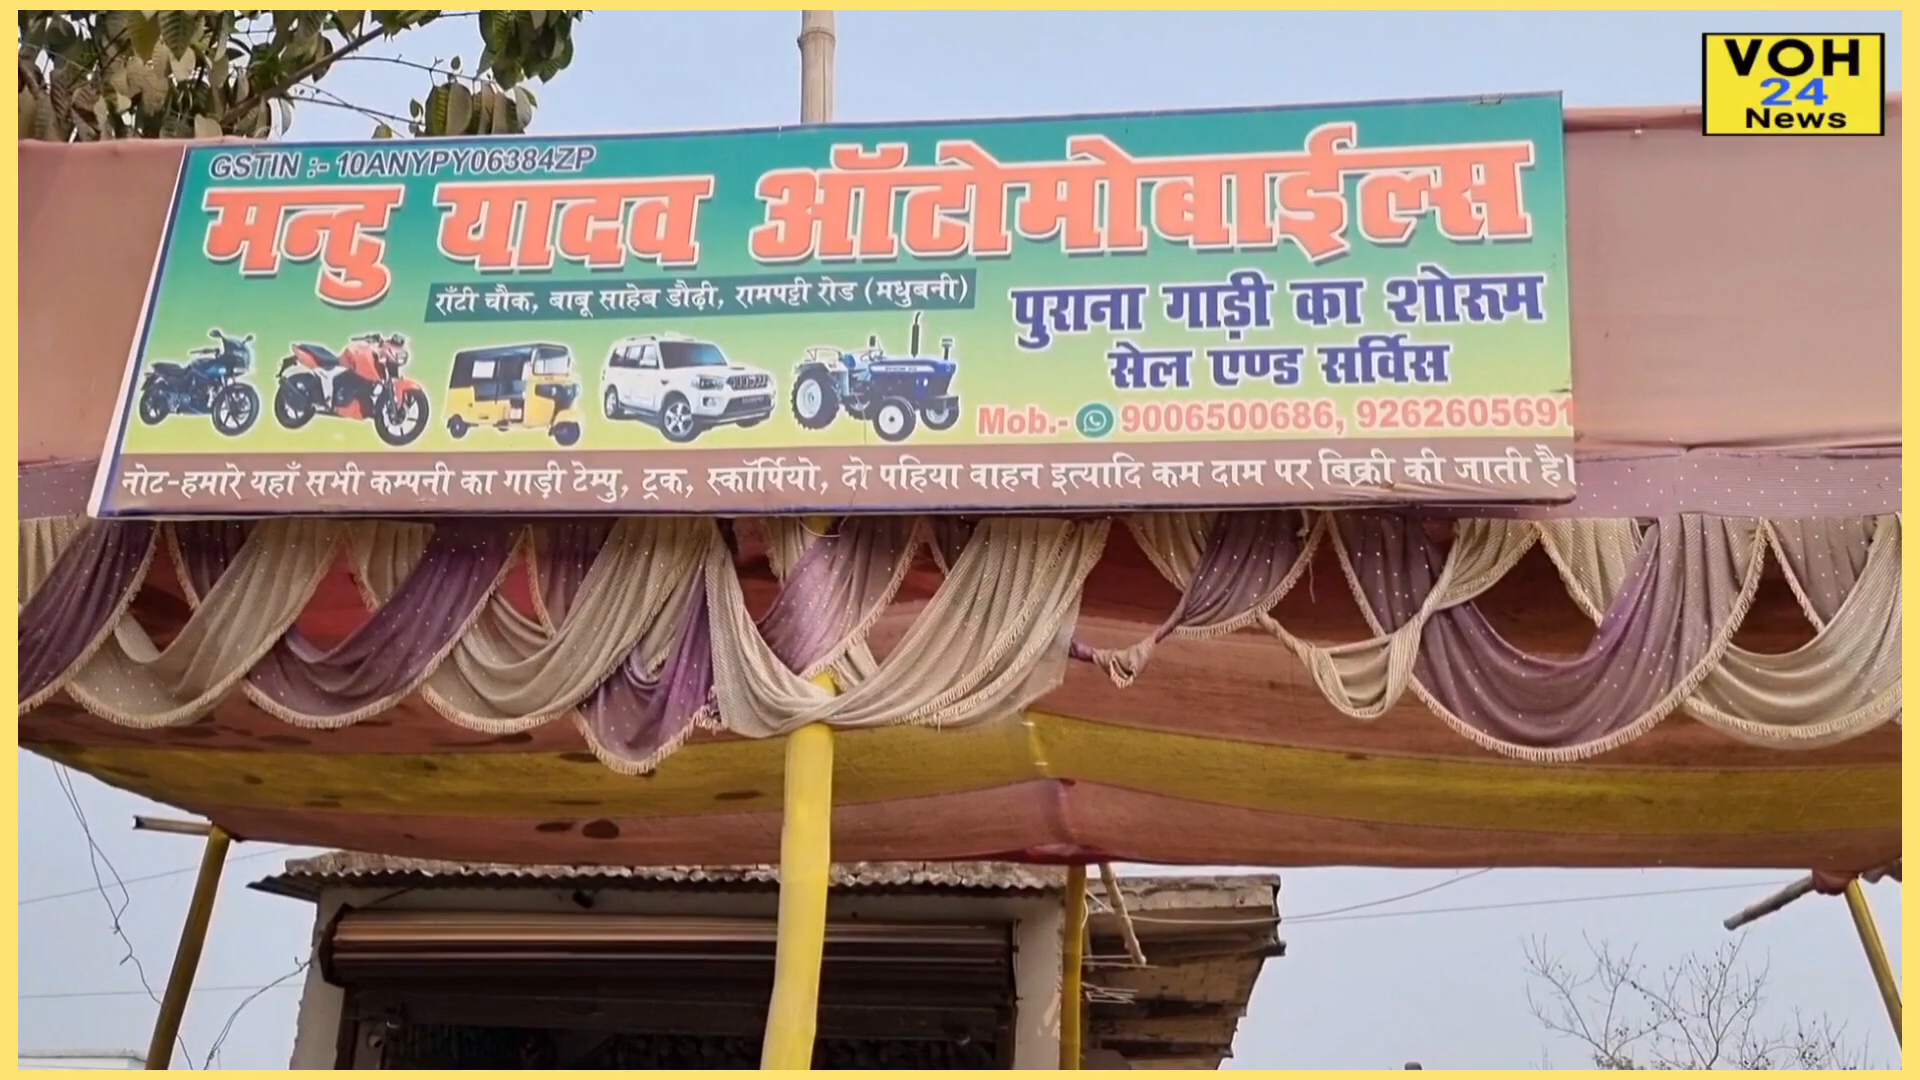 VOH
24
News
GSTIN :- 10ANYPY06384ZP
मन्टु यादव ऑटोमोबाईल्स
राँटी चौक, बाबू साहेब डौढ़ी, रामपट्टी रोड (मधुबनी)
पुराना गाड़ी का शोरूम
सेल एण्ड सर्विस
Mob.- 9006500686, 9262605691
नोट-हमारे यहाँ सभी कम्पनी का गाड़ी टेम्पु, ट्रक, स्कॉर्पियो, दो पहिया वाहन इत्यादि कम दाम पर बिक्री की जाती है।